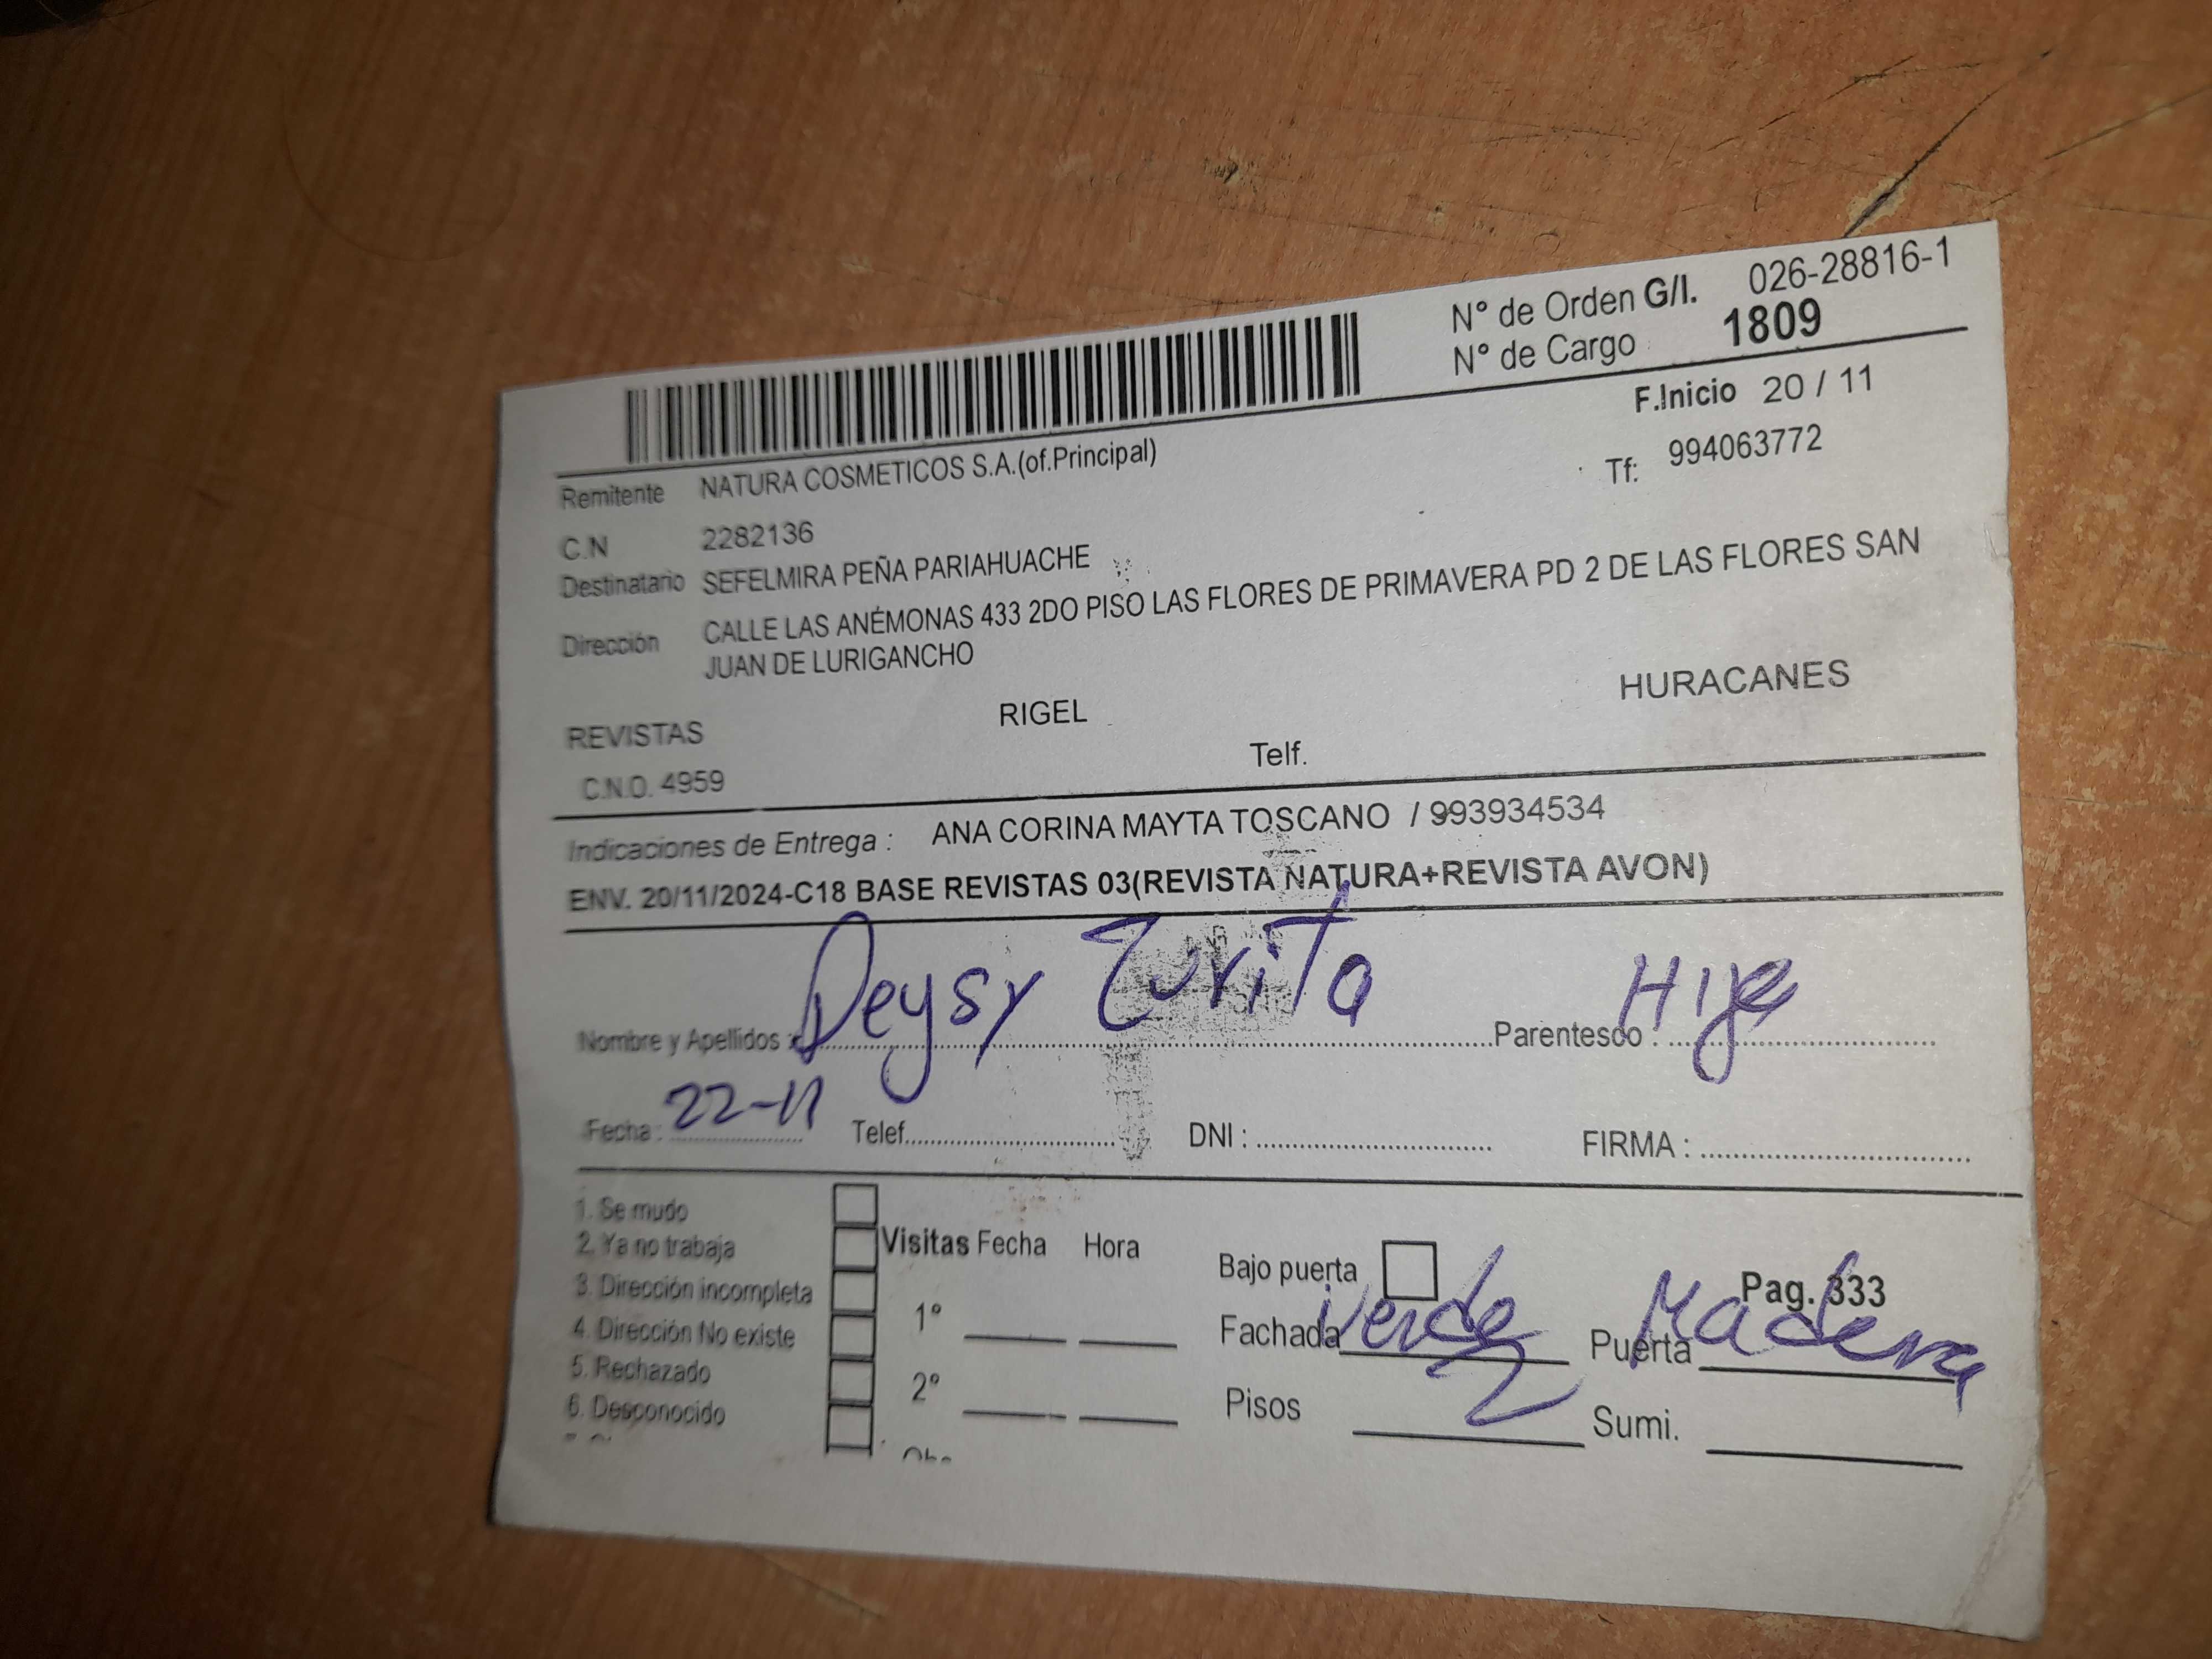 N° de Orden G/I. 026-28816-1
N° de Cargo 1809
F.Inicio 20 / 11
Remitente NATURA COSMETICOS S.A.(of.Principal)
Tf: 994063772
C.N 2282136
Destinatario SEFELMIRA PEÑA PARIAHUACHE
Dirección CALLE LAS ANÉMONAS 433 2DO PISO LAS FLORES DE PRIMAVERA PD 2 DE LAS FLORES SAN
JUAN DE LURIGANCHO
REVISTAS RIGEL HURACANES
C.N.O. 4959 Telf.
Indicaciones de Entrega : ANA CORINA MAYTA TOSCANO / 993934534
ENV. 20/11/2024-C18 BASE REVISTAS 03(REVISTA NATURA+REVISTA AVON)
Nombre y Apellidos : Deysy Zurita Parentesco : Hija
Fecha : 22-11 Telef. DNI : FIRMA :
1. Se mudo
2. Ya no trabaja Visitas Fecha Hora
3. Dirección incompleta Bajo puerta Pag. 333
4. Dirección No existe 1° Fachada Verde Puerta Madera
5. Rechazado
6. Desconocido 2° Pisos 2 Sumi.